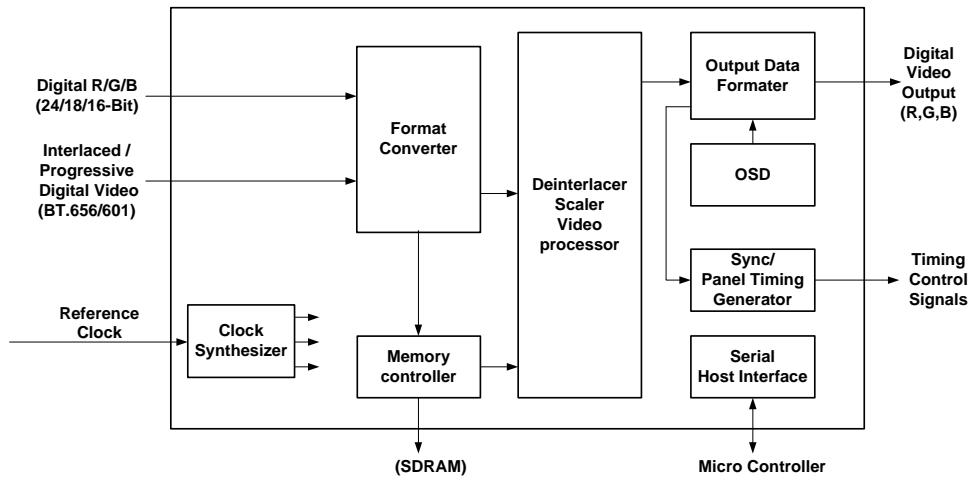 Digital R/G/B
(24/18/16-Bit)
Interlaced /
Progressive
Digital Video
(BT.656/601)
Reference
Clock
Clock
Synthesizer
Format
Converter
Memory
controller
(SDRAM)
Deinterlacer
Scaler
Video
processor
Output Data
Formater
OSD
Sync/
Panel Timing
Generator
Serial
Host Interface
Micro Controller
Digital
Video
Output
(R,G,B)
Timing
Control
Signals